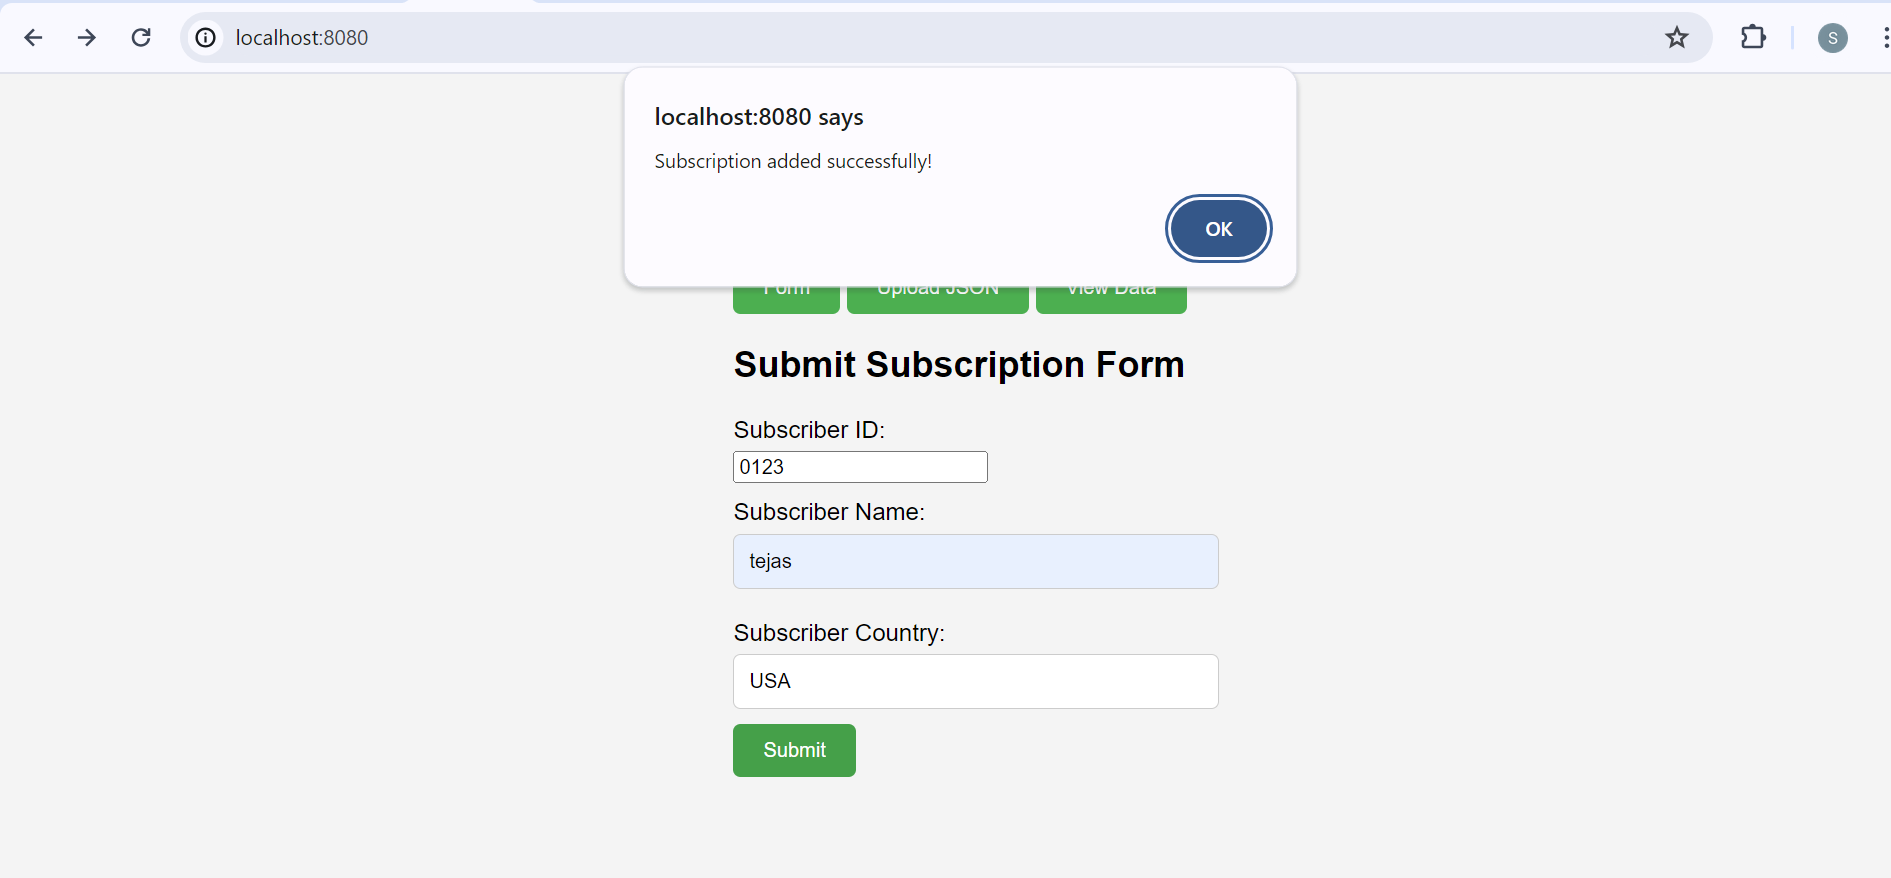 localhost:8080
S
localhost:8080 says
Subscription added successfully!
OK
Form Upload JSON View Data
Submit Subscription Form
Subscriber ID:
0123
Subscriber Name:
tejas
Subscriber Country:
USA
Submit